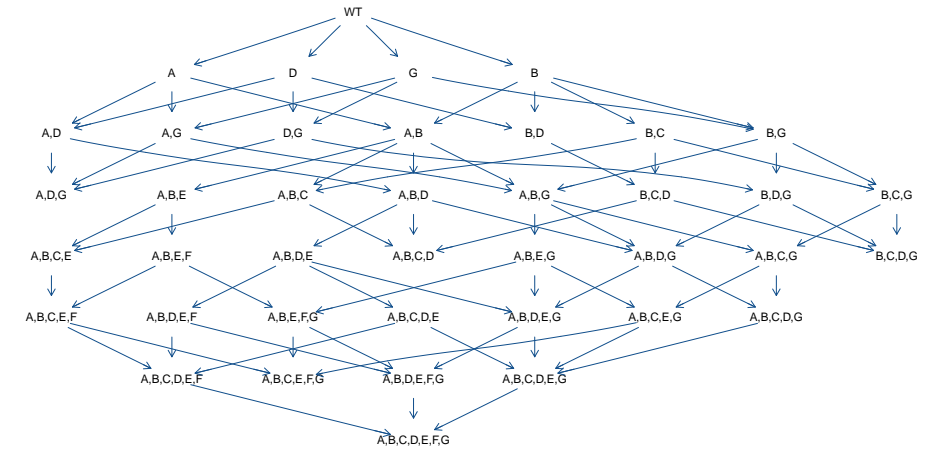 WT
A D G B
A,D A,G D,G A,B B,D B,C B,G
A,D,G A,B,E A,B,C A,B,D A,B,G B,C,D B,D,G B,C,G
A,B,C,E A,B,E,F A,B,D,E A,B,C,D A,B,E,G A,B,D,G A,B,C,G B,C,D,G
A,B,C,E,F A,B,D,E,F A,B,E,F,G A,B,C,D,E A,B,D,E,G A,B,C,E,G A,B,C,D,G
A,B,C,D,E,F A,B,C,E,F,G A,B,D,E,F,G A,B,C,D,E,G
A,B,C,D,E,F,G